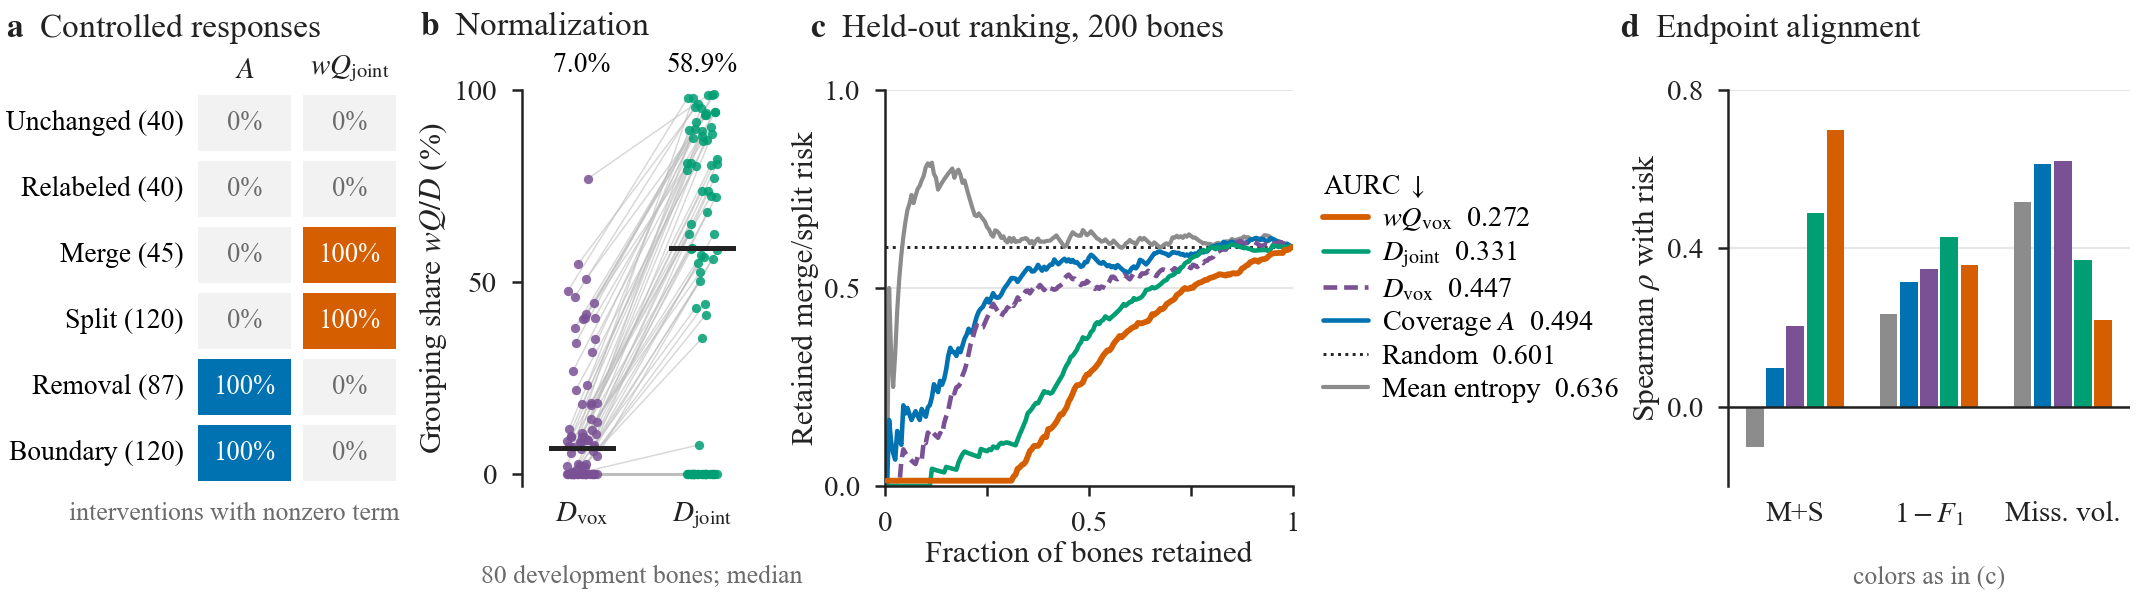 a Controlled responses
A wQjoint
Unchanged (40) 0% 0%
Relabeled (40) 0% 0%
Merge (45) 0% 100%
Split (120) 0% 100%
Removal (87) 100% 0%
Boundary (120) 100% 0%
interventions with nonzero term
b Normalization
7.0% 58.9%
Grouping share wQ/D (%)
100
50
0
Dvox Djoint
80 development bones; median
c Held-out ranking, 200 bones
Retained merge/split risk
1.0
0.5
0.0
0 0.5 1
Fraction of bones retained
AURC ↓
wQvox 0.272
Djoint 0.331
Dvox 0.447
Coverage A 0.494
Random 0.601
Mean entropy 0.636
d Endpoint alignment
Spearman ρ with risk
0.8
0.4
0.0
M+S 1 − F1 Miss. vol.
colors as in (c)